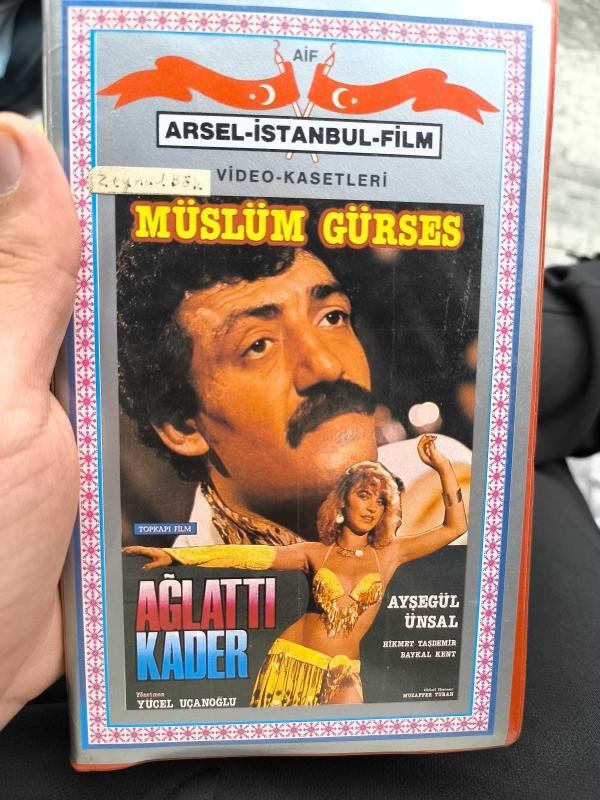 AİF
ARSEL-İSTANBUL-FİLM
VİDEO-KASETLERİ
MÜSLÜM GÜRSES
TOPKAPI FİLM
AĞLATTI
KADER
AYŞEGÜL
ÜNSAL
HİKMET TAŞDEMİR
BAYKAL KENT
Yönetmen
YÜCEL UÇANOĞLU
MUZAFFER TURAN